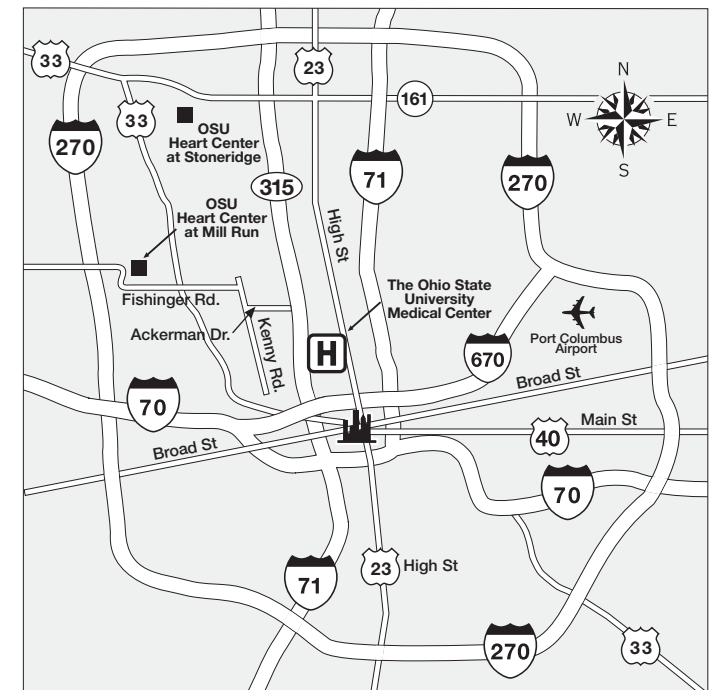 33
23
161
33
N
W
E
S
OSU
Heart Center
at Stoneridge
270
71
270
315
OSU
Heart Center
at Mill Run
High St
The Ohio State
University
Medical Center
Fishinger Rd.
Ackerman Dr.
Kenny Rd.
H
Port Columbus
Airport
670
Broad St
70
Main St
40
Broad St
70
23
High St
71
270
33